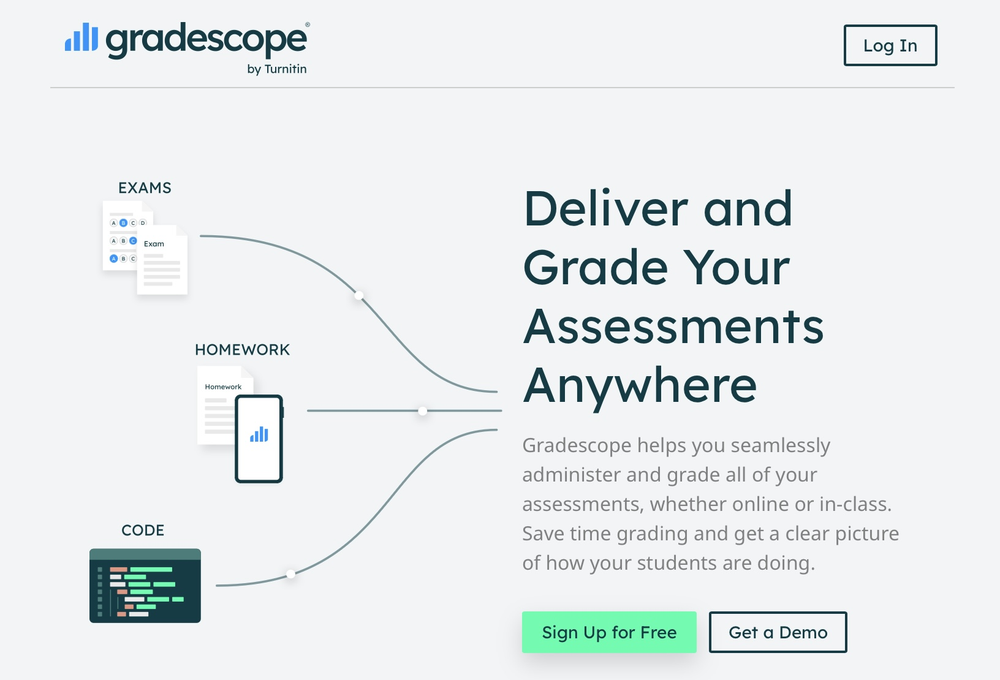 gradescope®
by Turnitin
Log In
EXAMS
A B C D
A B C
A B C
Exam
HOMEWORK
Homework
CODE
Deliver and
Grade Your
Assessments
Anywhere
Gradescope helps you seamlessly
administer and grade all of your
assessments, whether online or in-class.
Save time grading and get a clear picture
of how your students are doing.
Sign Up for Free
Get a Demo